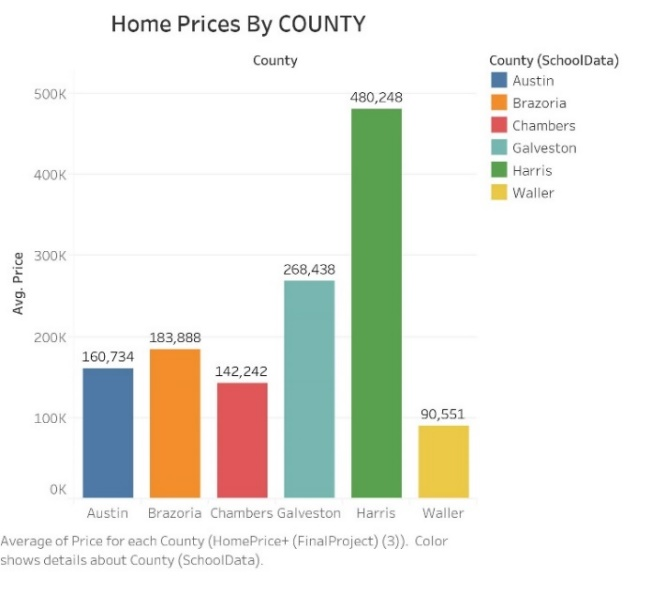 Home Prices By COUNTY
County
County (SchoolData)
Austin
Brazoria
Chambers
Galveston
Harris
Waller
Avg. Price
500K
400K
300K
200K
100K
0K
160,734
183,888
142,242
268,438
480,248
90,551
Austin Brazoria Chambers Galveston Harris Waller
Average of Price for each County (HomePrice+ (FinalProject) (3)). Color
shows details about County (SchoolData).